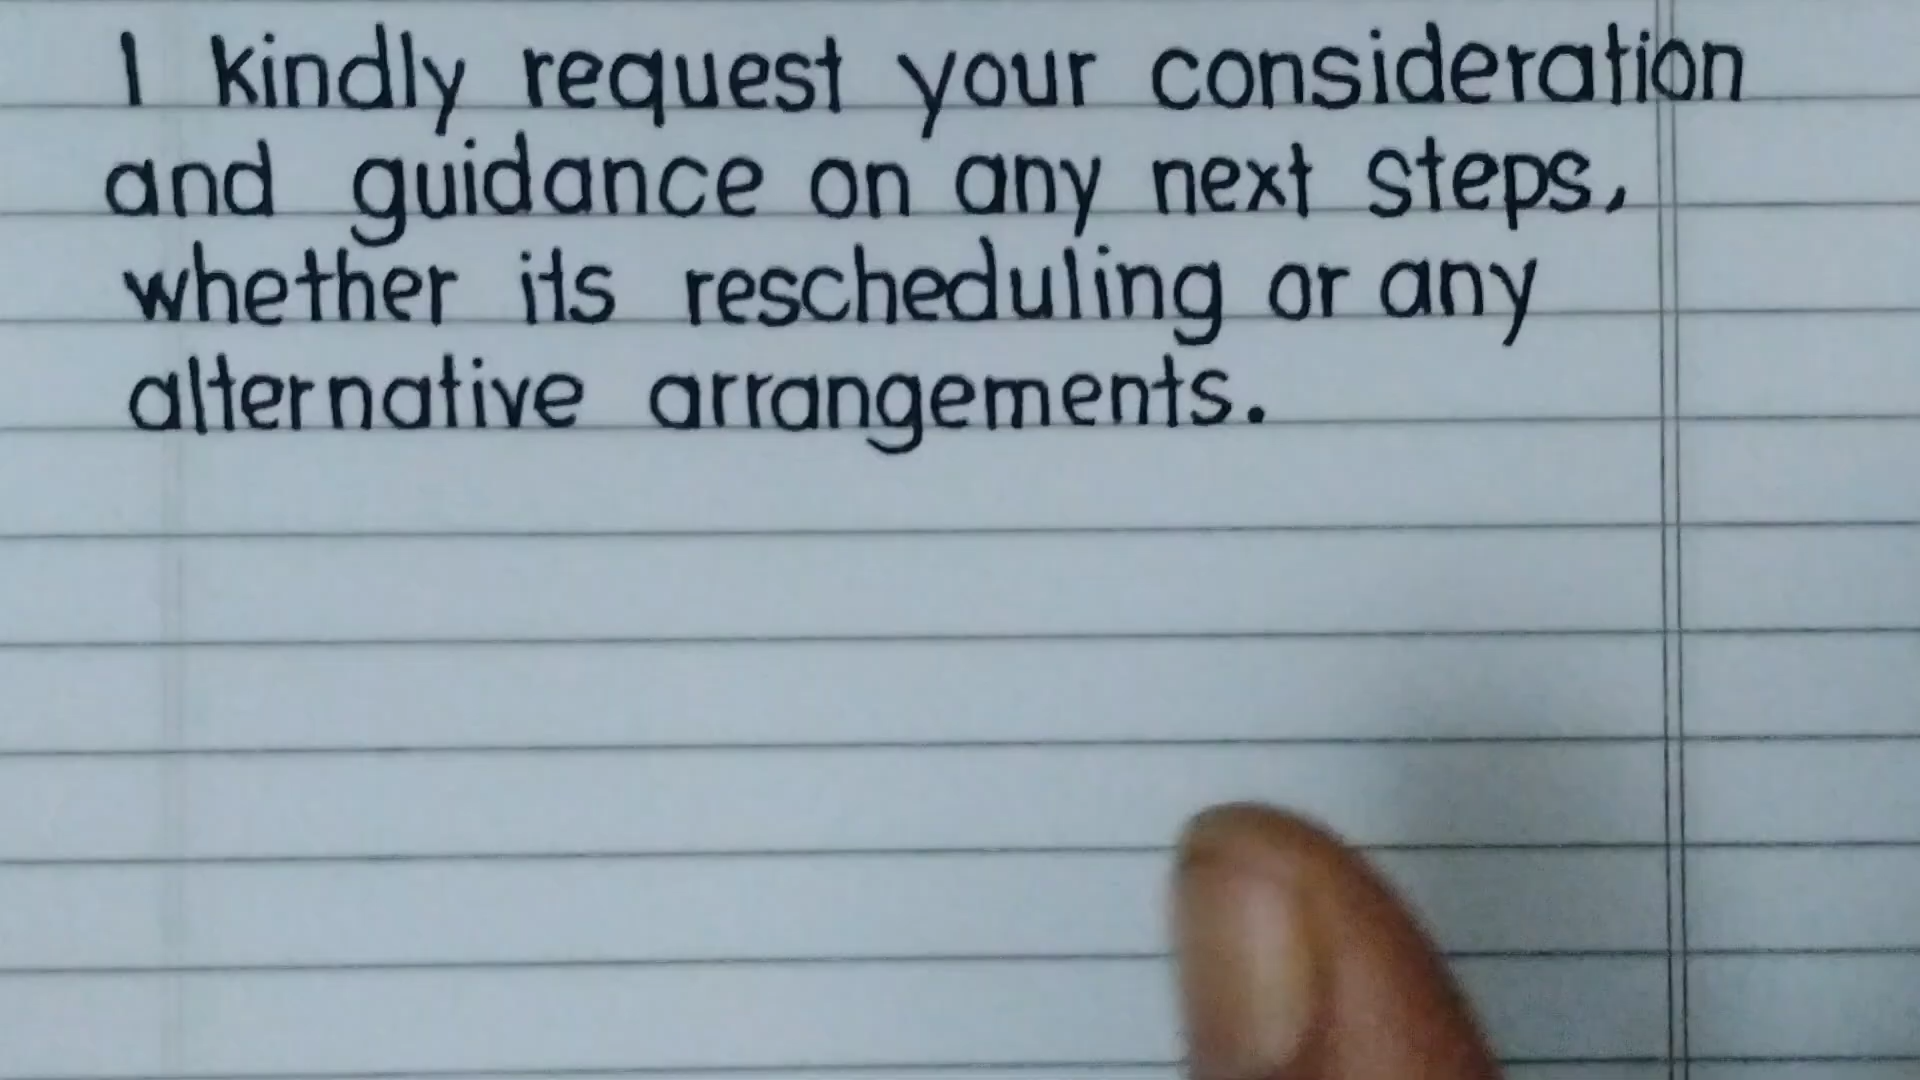 I kindly request your consideration
and guidance on any next steps,
whether its rescheduling or any
alternative arrangements.